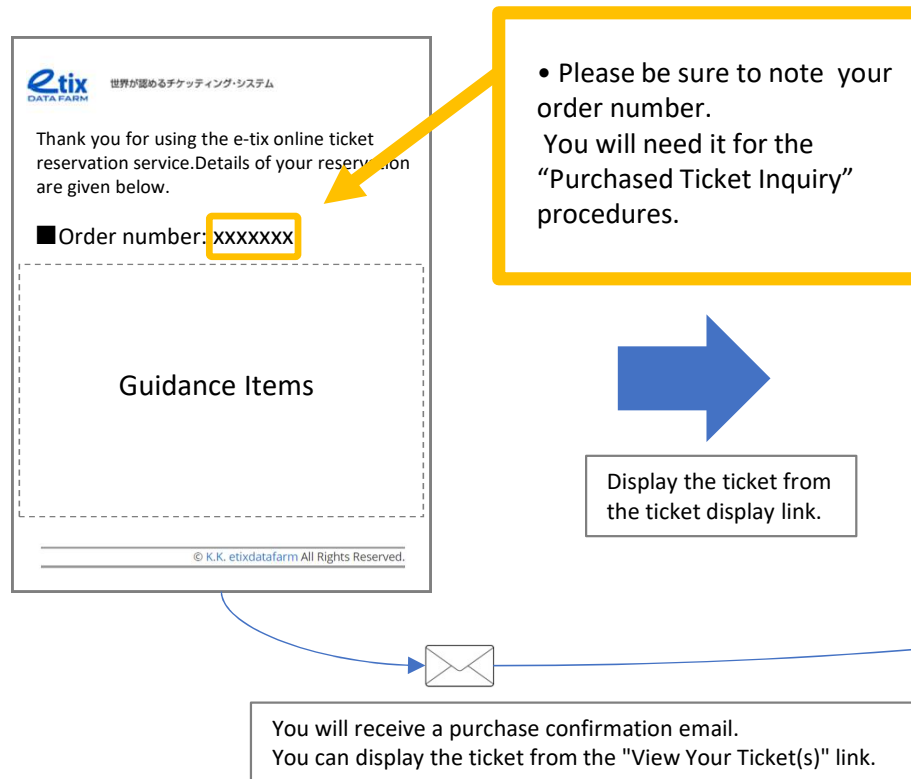 etix
DATA FARM
世界が認めるチケッティング・システム
Thank you for using the e-tix online ticket
reservation service.Details of your reservation
are given below.
■Order number: xxxxxxx
Guidance Items
© K.K. etixdatafarm All Rights Reserved.
• Please be sure to note your
order number.
You will need it for the
“Purchased Ticket Inquiry”
procedures.
Display the ticket from
the ticket display link.
You will receive a purchase confirmation email.
You can display the ticket from the "View Your Ticket(s)" link.